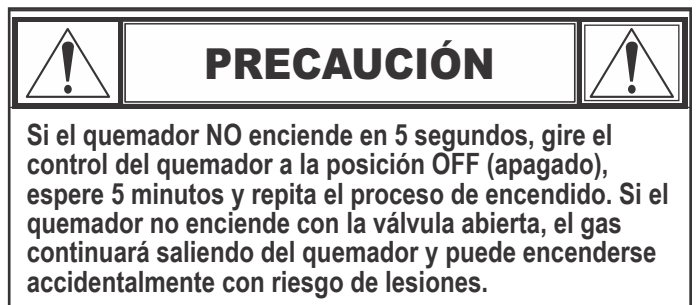 PRECAUCIÓN
Si el quemador NO enciende en 5 segundos, gire el
control del quemador a la posición OFF (apagado),
espere 5 minutos y repita el proceso de encendido. Si el
quemador no enciende con la válvula abierta, el gas
continuará saliendo del quemador y puede encenderse
accidentalmente con riesgo de lesiones.